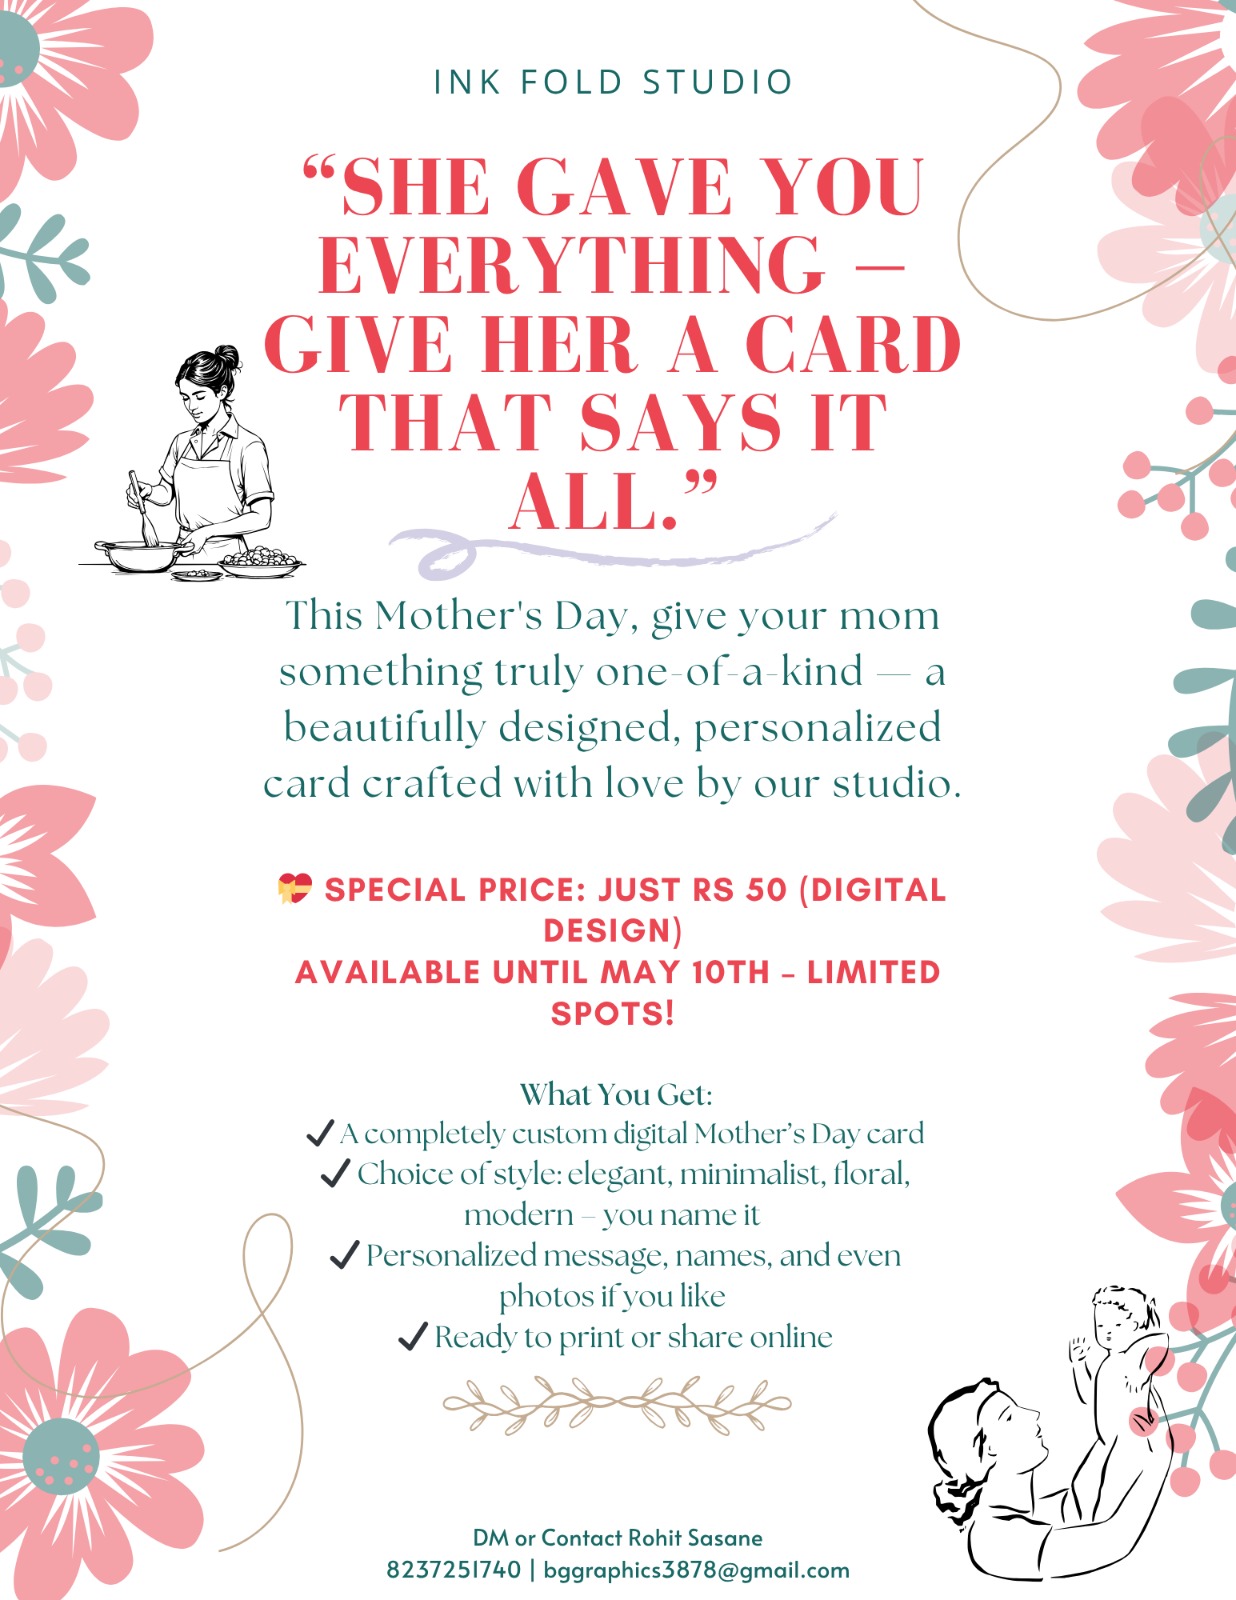 INK FOLD STUDIO
“SHE GAVE YOU
EVERYTHING –
GIVE HER A CARD
THAT SAYS IT
ALL.”
This Mother's Day, give your mom
something truly one-of-a-kind — a
beautifully designed, personalized
card crafted with love by our studio.
💝 SPECIAL PRICE: JUST RS 50 (DIGITAL
DESIGN)
AVAILABLE UNTIL MAY 10TH – LIMITED
SPOTS!
What You Get:
✔ A completely custom digital Mother’s Day card
✔ Choice of style: elegant, minimalist, floral,
modern – you name it
✔ Personalized message, names, and even
photos if you like
✔ Ready to print or share online
DM or Contact Rohit Sasane
8237251740 | bggraphics3878@gmail.com